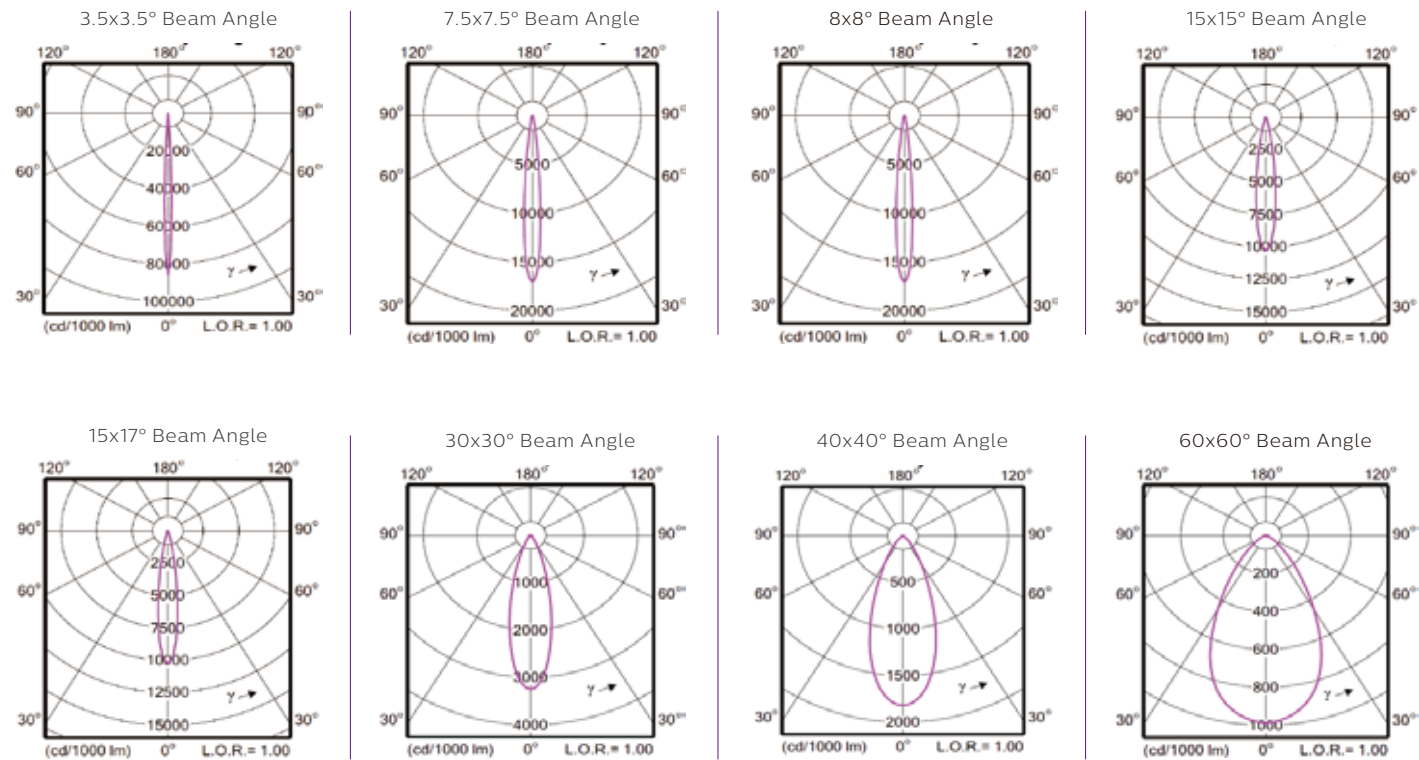 3.5x3.5° Beam Angle
120° 180° 120°
90°
60°
30°
20000
40000
60000
80000
100000
γ
90°
60°
30°
(cd/1000 lm) 0° L.O.R.= 1.00
7.5x7.5° Beam Angle
120° 180° 120°
90°
60°
30°
5000
10000
15000
20000
γ
90°
60°
30°
(cd/1000 lm) 0° L.O.R.= 1.00
8x8° Beam Angle
120° 180° 120°
90°
60°
30°
5000
10000
15000
20000
γ
90°
60°
30°
(cd/1000 lm) 0° L.O.R.= 1.00
15x15° Beam Angle
120° 180° 120°
90°
60°
30°
2500
5000
7500
10000
12500
15000
γ
90°
60°
30°
(cd/1000 lm) 0° L.O.R.= 1.00
15x17° Beam Angle
120° 180° 120°
90°
60°
30°
2500
5000
7500
10000
12500
15000
γ
90°
60°
30°
(cd/1000 lm) 0° L.O.R.= 1.00
30x30° Beam Angle
120° 180° 120°
90°
60°
30°
1000
2000
3000
4000
γ
90°
60°
30°
(cd/1000 lm) 0° L.O.R.= 1.00
40x40° Beam Angle
120° 180° 120°
90°
60°
30°
500
1000
1500
2000
γ
90°
60°
30°
(cd/1000 lm) 0° L.O.R.= 1.00
60x60° Beam Angle
120° 180° 120°
90°
60°
30°
200
400
600
800
1000
γ
90°
60°
30°
(cd/1000 lm) 0° L.O.R.= 1.00